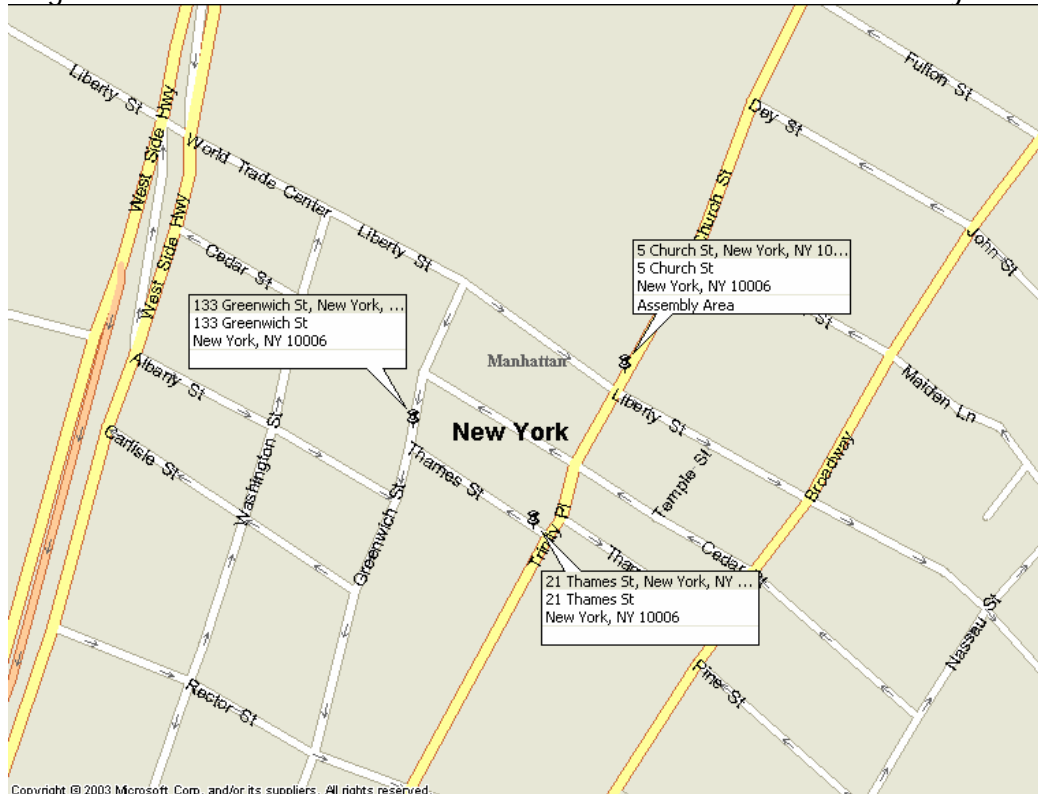 Fulton St
Liberty St
Dey St
West Side Hwy
World Trade Center
West Side Hwy
Church St
Liberty St
John St
Cedar St
5 Church St, New York, NY 10...
5 Church St
New York, NY 10006
Assembly Area
133 Greenwich St, New York, ...
133 Greenwich St
New York, NY 10006
St
Manhattan
Albany St
Maiden Ln
Liberty St
New York
Carlisle St
Washington St
Thames St
Temple St
Broadway
Greenwich St
Trinity Pl
Tham
Cedar St
21 Thames St, New York, NY ...
21 Thames St
New York, NY 10006
Nassau St
Pine St
Rector St
Copyright © 2003 Microsoft Corp. and/or its suppliers. All rights reserved.